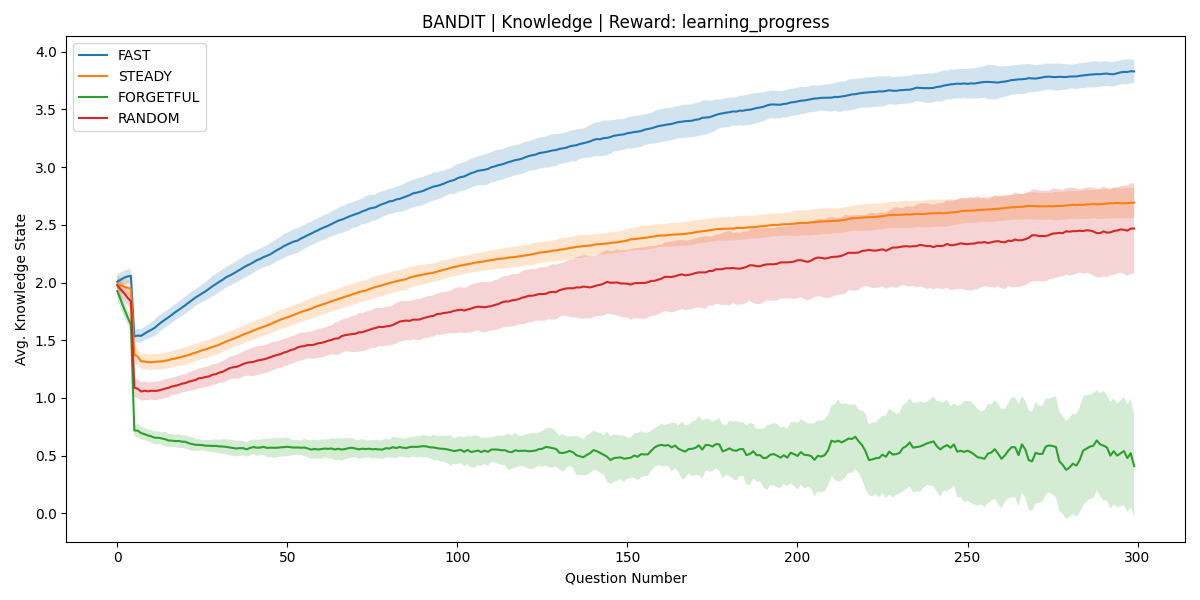 BANDIT | Knowledge | Reward: learning_progress
FAST
STEADY
FORGETFUL
RANDOM
Avg. Knowledge State
4.0
3.5
3.0
2.5
2.0
1.5
1.0
0.5
0.0
0 50 100 150 200 250 300
Question Number